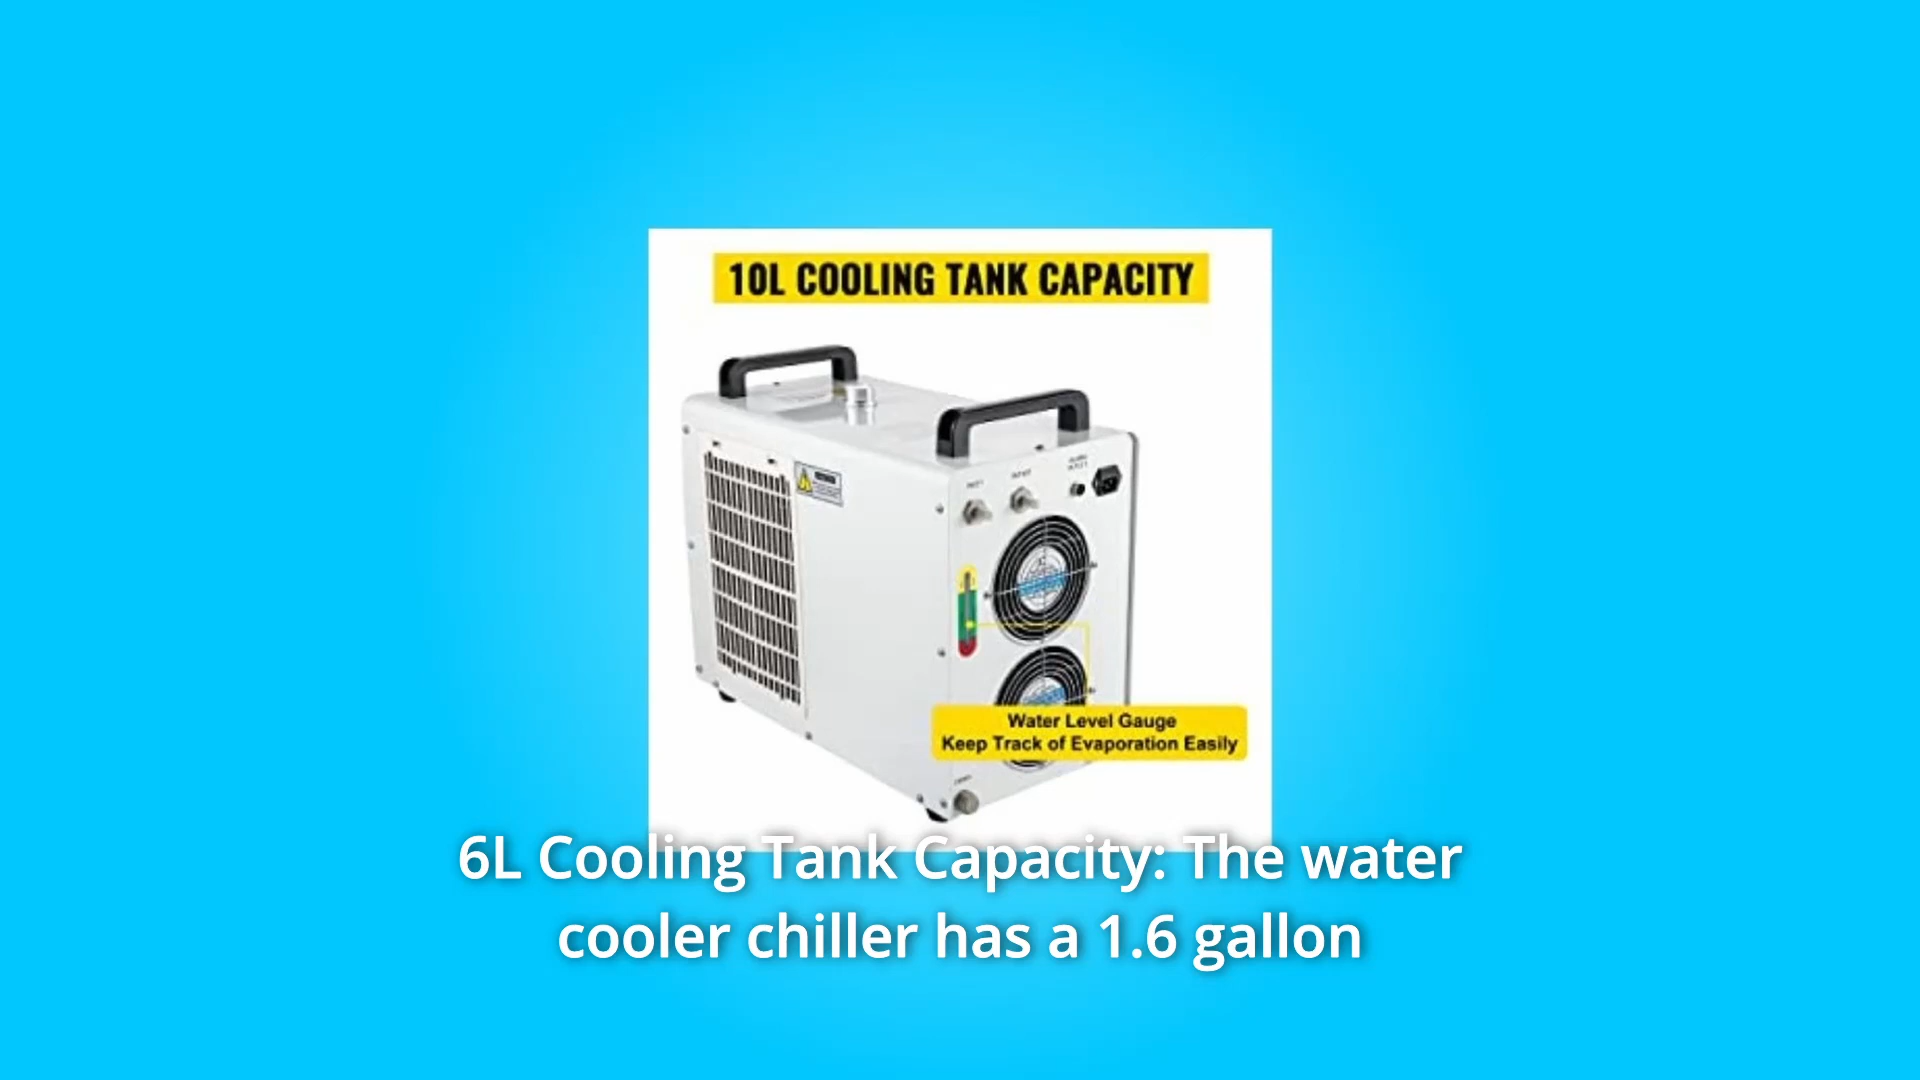 10L COOLING TANK CAPACITY
Water Level Gauge
Keep Track of Evaporation Easily
6L Cooling Tank Capacity: The water
cooler chiller has a 1.6 gallon